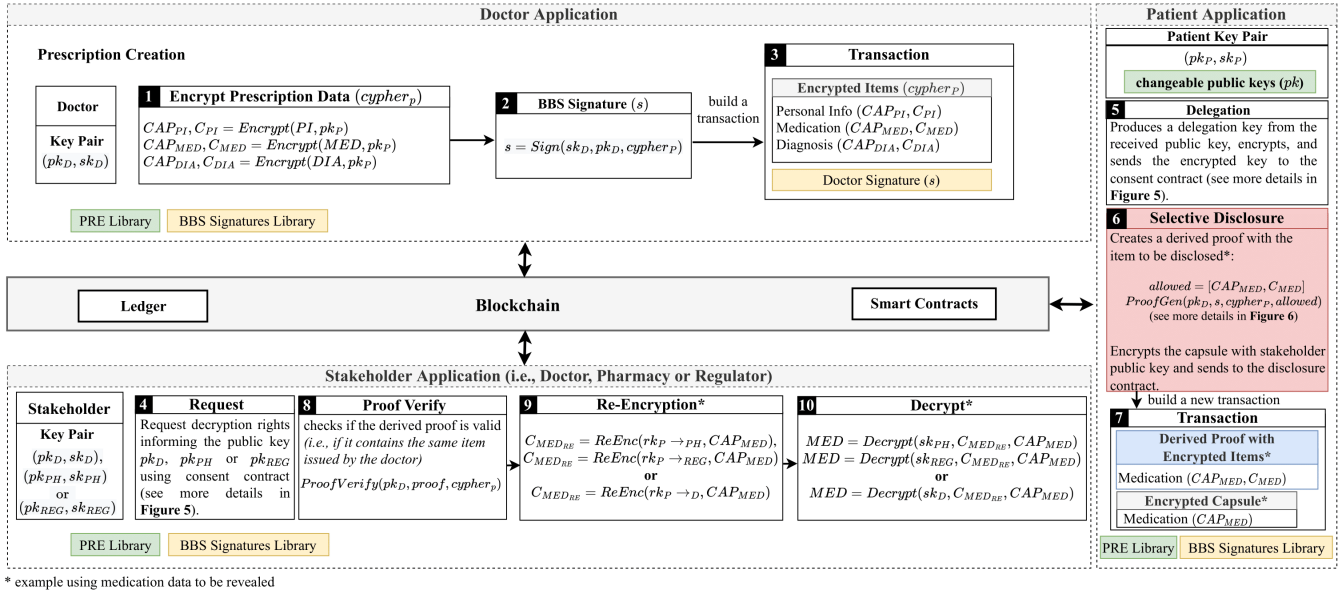 Doctor Application
Prescription Creation
Doctor
Key Pair
(pk_D, sk_D)
1 Encrypt Prescription Data (cypher_p)
CAP_PI, C_PI = Encrypt(PI, pk_P)
CAP_MED, C_MED = Encrypt(MED, pk_P)
CAP_DIA, C_DIA = Encrypt(DIA, pk_P)
2 BBS Signature (s)
s = Sign(sk_D, pk_D, cypher_P)
build a
transaction
3 Transaction
Encrypted Items (cypher_P)
Personal Info (CAP_PI, C_PI)
Medication (CAP_MED, C_MED)
Diagnosis (CAP_DIA, C_DIA)
Doctor Signature (s)
PRE Library
BBS Signatures Library
Ledger
Blockchain
Smart Contracts
Stakeholder Application (i.e., Doctor, Pharmacy or Regulator)
Stakeholder
Key Pair
(pk_D, sk_D),
(pk_PH, sk_PH)
or
(pk_REG, sk_REG)
4 Request
Request decryption rights
informing the public key
pk_D, pk_PH or pk_REG
using consent contract
(see more details in
Figure 5).
8 Proof Verify
checks if the derived proof is valid
(i.e., if it contains the same item
issued by the doctor)
ProofVerify(pk_D, proof, cypher_p)
9 Re-Encryption*
C_MED_RE = ReEnc(rk_P →_PH, CAP_MED),
C_MED_RE = ReEnc(rk_P →_REG, CAP_MED)
or
C_MED_RE = ReEnc(rk_P →_D, CAP_MED)
10 Decrypt*
MED = Decrypt(sk_PH, C_MED_RE, CAP_MED)
MED = Decrypt(sk_REG, C_MED_RE, CAP_MED)
or
MED = Decrypt(sk_D, C_MED_RE, CAP_MED)
PRE Library
BBS Signatures Library
Patient Application
Patient Key Pair
(pk_P, sk_P)
changeable public keys (pk)
5 Delegation
Produces a delegation key from the
received public key, encrypts, and
sends the encrypted key to the
consent contract (see more details in
Figure 5).
6 Selective Disclosure
Creates a derived proof with the
item to be disclosed*:
allowed = [CAP_MED, C_MED]
ProofGen(pk_D, s, cypher_P, allowed)
(see more details in Figure 6)
Encrypts the capsule with stakeholder
public key and sends to the disclosure
contract.
build a new transaction
7 Transaction
Derived Proof with
Encrypted Items*
Medication (CAP_MED, C_MED)
Encrypted Capsule*
Medication (CAP_MED)
PRE Library
BBS Signatures Library
* example using medication data to be revealed